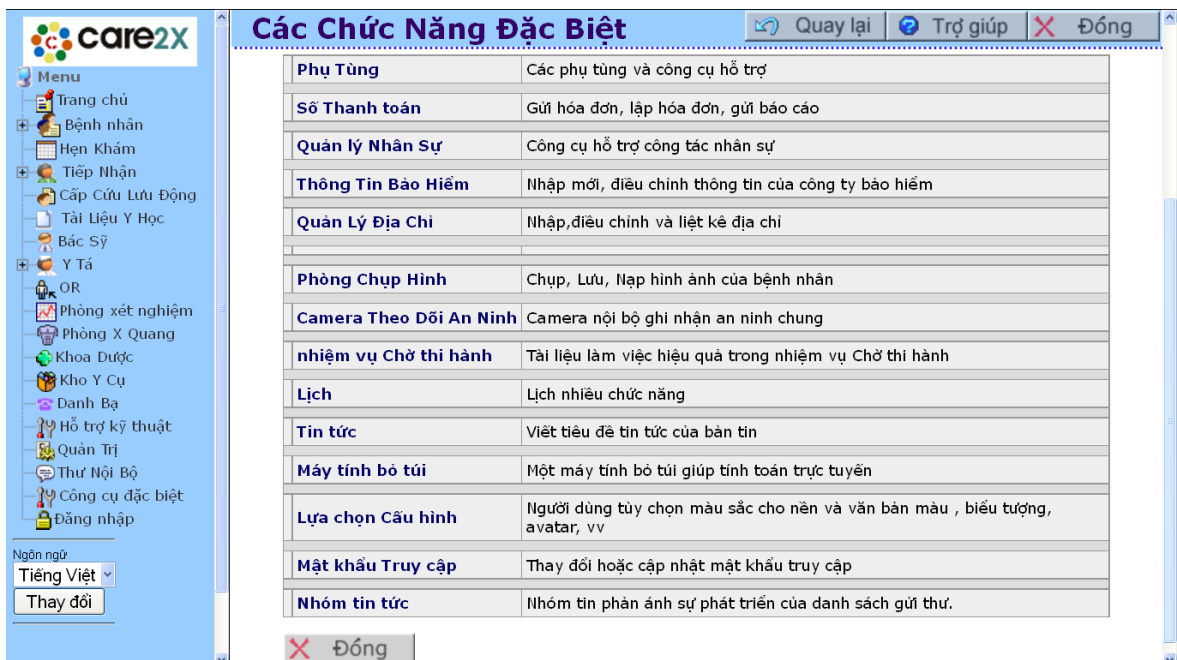 care2x
Menu
Trang chủ
Bệnh nhân
Hẹn Khám
Tiếp Nhận
Cấp Cứu Lưu Động
Tài Liệu Y Học
Bác Sỹ
Y Tá
OR
Phòng xét nghiệm
Phòng X Quang
Khoa Dược
Kho Y Cụ
Danh Bạ
Hỗ trợ kỹ thuật
Quản Trị
Thư Nội Bộ
Công cụ đặc biệt
Đăng nhập
Ngôn ngữ
Tiếng Việt
Thay đổi
Các Chức Năng Đặc Biệt
Quay lại
Trợ giúp
Đóng
Phụ Tùng Các phụ tùng và công cụ hỗ trợ
Số Thanh toán Gửi hóa đơn, lập hóa đơn, gửi báo cáo
Quản lý Nhân Sự Công cụ hỗ trợ công tác nhân sự
Thông Tin Bảo Hiểm Nhập mới, điều chỉnh thông tin của công ty bảo hiểm
Quản Lý Địa Chỉ Nhập,điều chỉnh và liệt kê địa chỉ
Phòng Chụp Hình Chụp, Lưu, Nạp hình ảnh của bệnh nhân
Camera Theo Dõi An Ninh Camera nội bộ ghi nhận an ninh chung
nhiệm vụ Chờ thi hành Tài liệu làm việc hiệu quả trong nhiệm vụ Chờ thi hành
Lịch Lịch nhiều chức năng
Tin tức Viết tiêu đề tin tức của bản tin
Máy tính bỏ túi Một máy tính bỏ túi giúp tính toán trực tuyến
Lựa chọn Cấu hình Người dùng tùy chọn màu sắc cho nền và văn bản màu , biểu tượng,
avatar, vv
Mật khẩu Truy cập Thay đổi hoặc cập nhật mật khẩu truy cập
Nhóm tin tức Nhóm tin phản ánh sự phát triển của danh sách gửi thư.
Đóng